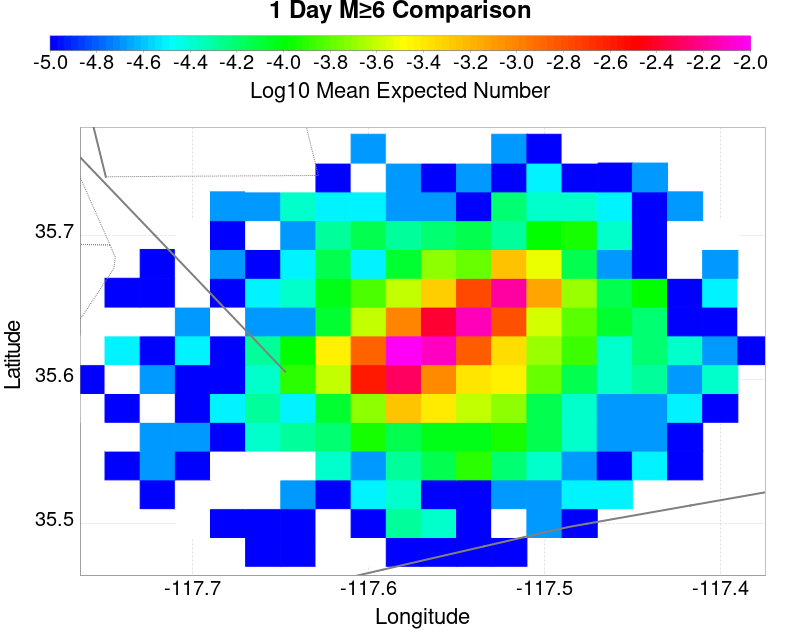 1 Day M≥6 Comparison
-5.0 -4.8 -4.6 -4.4 -4.2 -4.0 -3.8 -3.6 -3.4 -3.2 -3.0 -2.8 -2.6 -2.4 -2.2 -2.0
Log10 Mean Expected Number
35.7
Latitude
35.6
35.5
-117.7 -117.6 -117.5 -117.4
Longitude